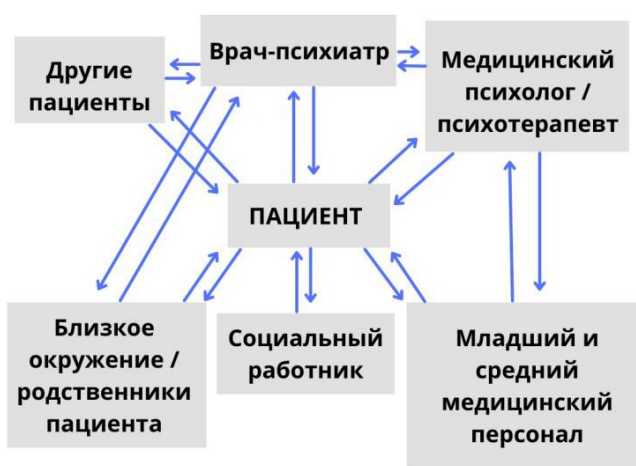 Врач-психиатр
Другие
пациенты
Медицинский
психолог /
психотерапевт
ПАЦИЕНТ
Близкое
окружение /
родственники
пациента
Социальный
работник
Младший и
средний
медицинский
персонал